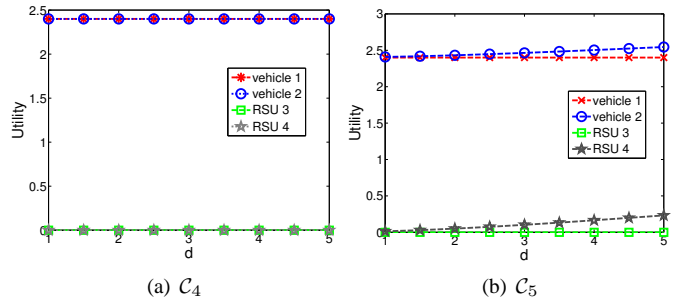 2.5
2
1.5
1
0.5
0
Utility
vehicle 1
vehicle 2
RSU 3
RSU 4
1 2 3 4 5
d
(a) C4
3
2.5
2
1.5
1
0.5
0
Utility
vehicle 1
vehicle 2
RSU 3
RSU 4
1 2 3 4 5
d
(b) C5